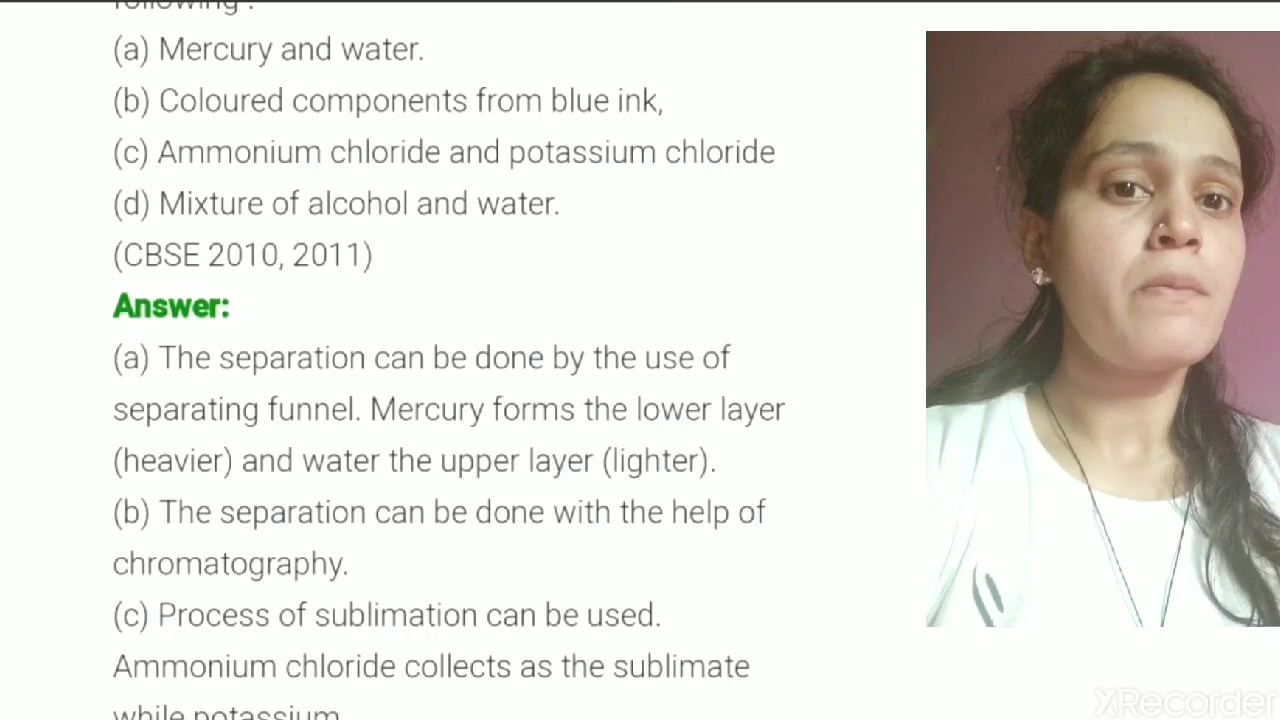 following :
(a) Mercury and water.
(b) Coloured components from blue ink,
(c) Ammonium chloride and potassium chloride
(d) Mixture of alcohol and water.
(CBSE 2010, 2011)
Answer:
(a) The separation can be done by the use of
separating funnel. Mercury forms the lower layer
(heavier) and water the upper layer (lighter).
(b) The separation can be done with the help of
chromatography.
(c) Process of sublimation can be used.
Ammonium chloride collects as the sublimate
while potassium
XRecorder